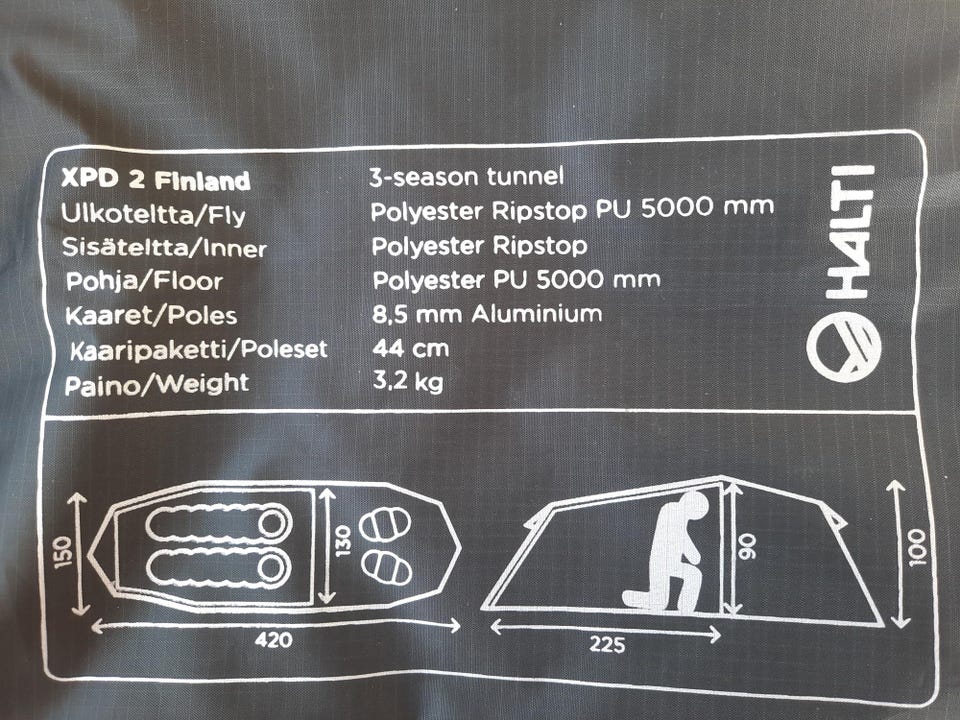 XPD 2 Finland 3-season tunnel
Ulkoteltta/Fly Polyester Ripstop PU 5000 mm
Sisäteltta/Inner Polyester Ripstop
Pohja/Floor Polyester PU 5000 mm
Kaaret/Poles 8,5 mm Aluminium
Kaaripaketti/Poleset 44 cm
Paino/Weight 3,2 kg
HALTI
150
130
420
90
100
225